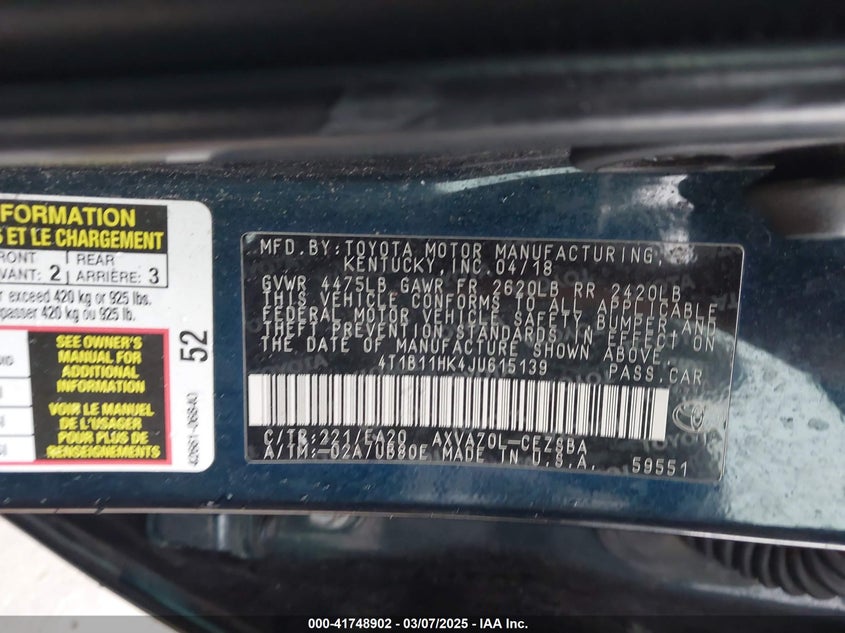 FORMATION
S ET LE CHARGEMENT
FRONT
REAR
2
ARRIÈRE: 3
er exceed 420 kg or 925 lbs.
dépasser 420 kg ou 925 lb.
SEE OWNER'S
MANUAL FOR
ADDITIONAL
INFORMATION
VOIR LE MANUEL
DE L'USAGER
POUR PLUS DE
RENSEIGNEMENTS
52
MFD. BY: TOYOTA MOTOR MANUFACTURING,
KENTUCKY, INC. 04/18
GVWR 4475LB GAWR FR 2620LB RR 2420LB
THIS VEHICLE CONFORMS TO ALL APPLICABLE
FEDERAL MOTOR VEHICLE SAFETY, BUMPER, AND
THEFT PREVENTION STANDARDS IN EFFECT ON
THE DATE OF MANUFACTURE SHOWN ABOVE.
4T1B11HK4JU615139 PASS. CAR
C/TR: 221/EA20 AXVA70L-CEZSBA
A/TM: -02A/UB80E MADE IN U.S.A. 59551
000-41748902 — 03/07/2025 — IAA Inc. (c)